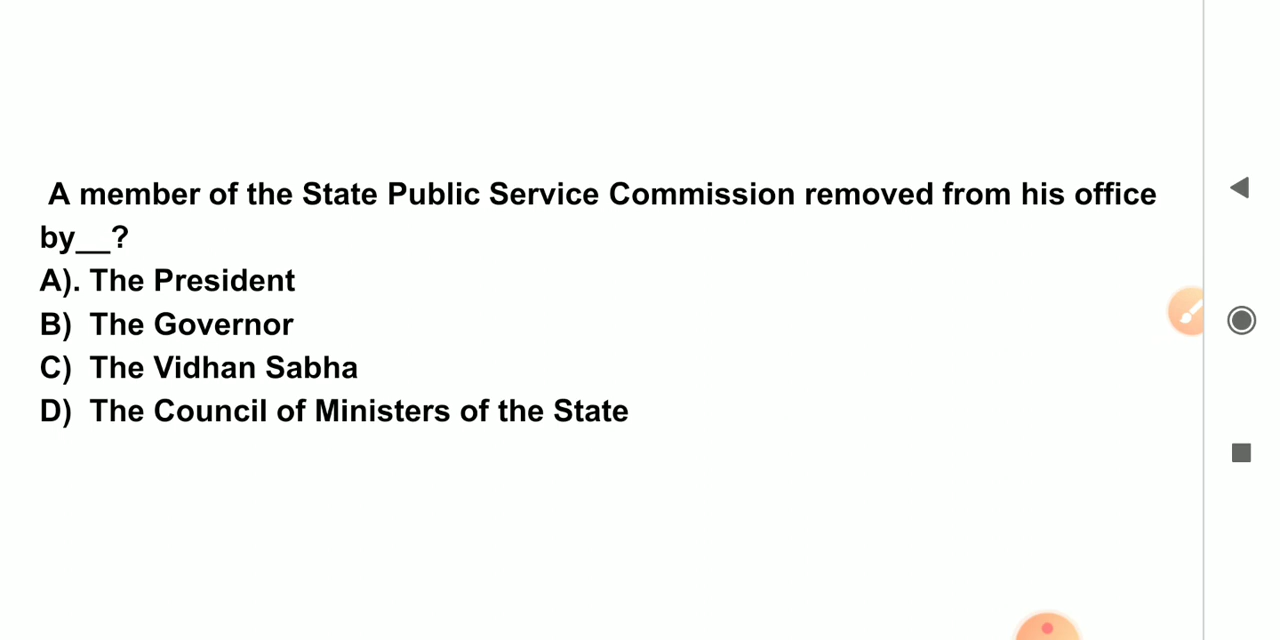 A member of the State Public Service Commission removed from his office
by__?
A). The President
B) The Governor
C) The Vidhan Sabha
D) The Council of Ministers of the State